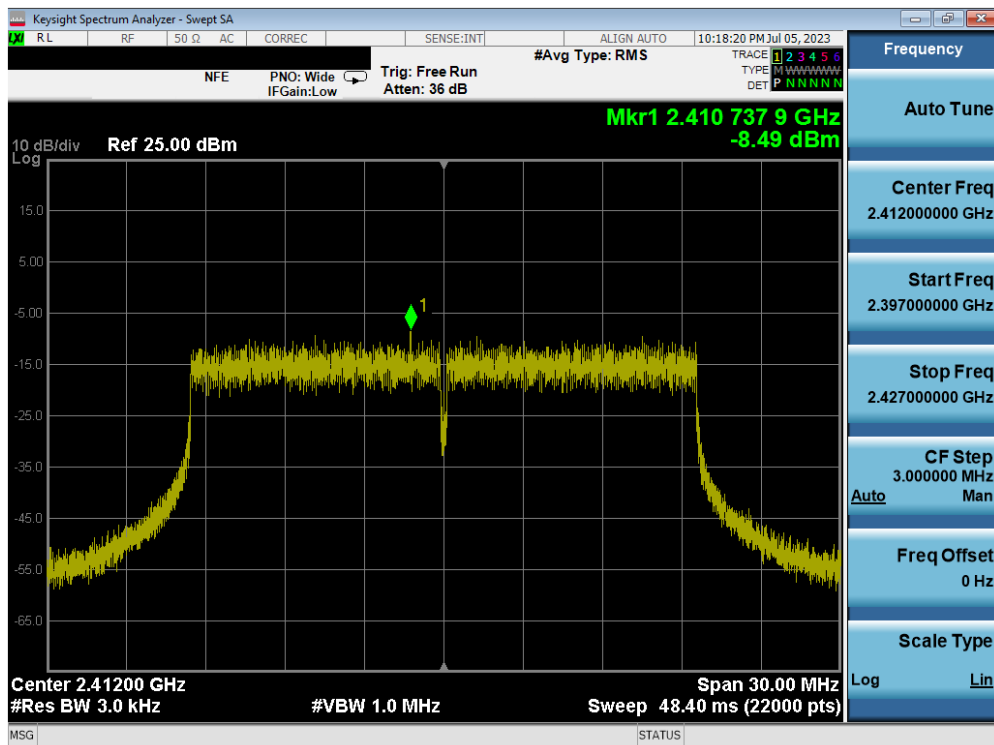 Keysight Spectrum Analyzer - Swept SA
LXI RL RF 50 Ω AC CORREC SENSE:INT ALIGN AUTO 10:18:20 PM Jul 05, 2023
#Avg Type: RMS TRACE 1 2 3 4 5 6
NFE PNO: Wide Trig: Free Run TYPE M W W W W W
IFGain:Low Atten: 36 dB DET P N N N N N
Mkr1 2.410 737 9 GHz
-8.49 dBm
10 dB/div Ref 25.00 dBm
Log
15.0
5.00
-5.00
1
-15.0
-25.0
-35.0
-45.0
-55.0
-65.0
Center 2.41200 GHz Span 30.00 MHz
#Res BW 3.0 kHz #VBW 1.0 MHz Sweep 48.40 ms (22000 pts)
MSG STATUS
Frequency
Auto Tune
Center Freq
2.412000000 GHz
Start Freq
2.397000000 GHz
Stop Freq
2.427000000 GHz
CF Step
3.000000 MHz
Auto Man
Freq Offset
0 Hz
Scale Type
Log Lin